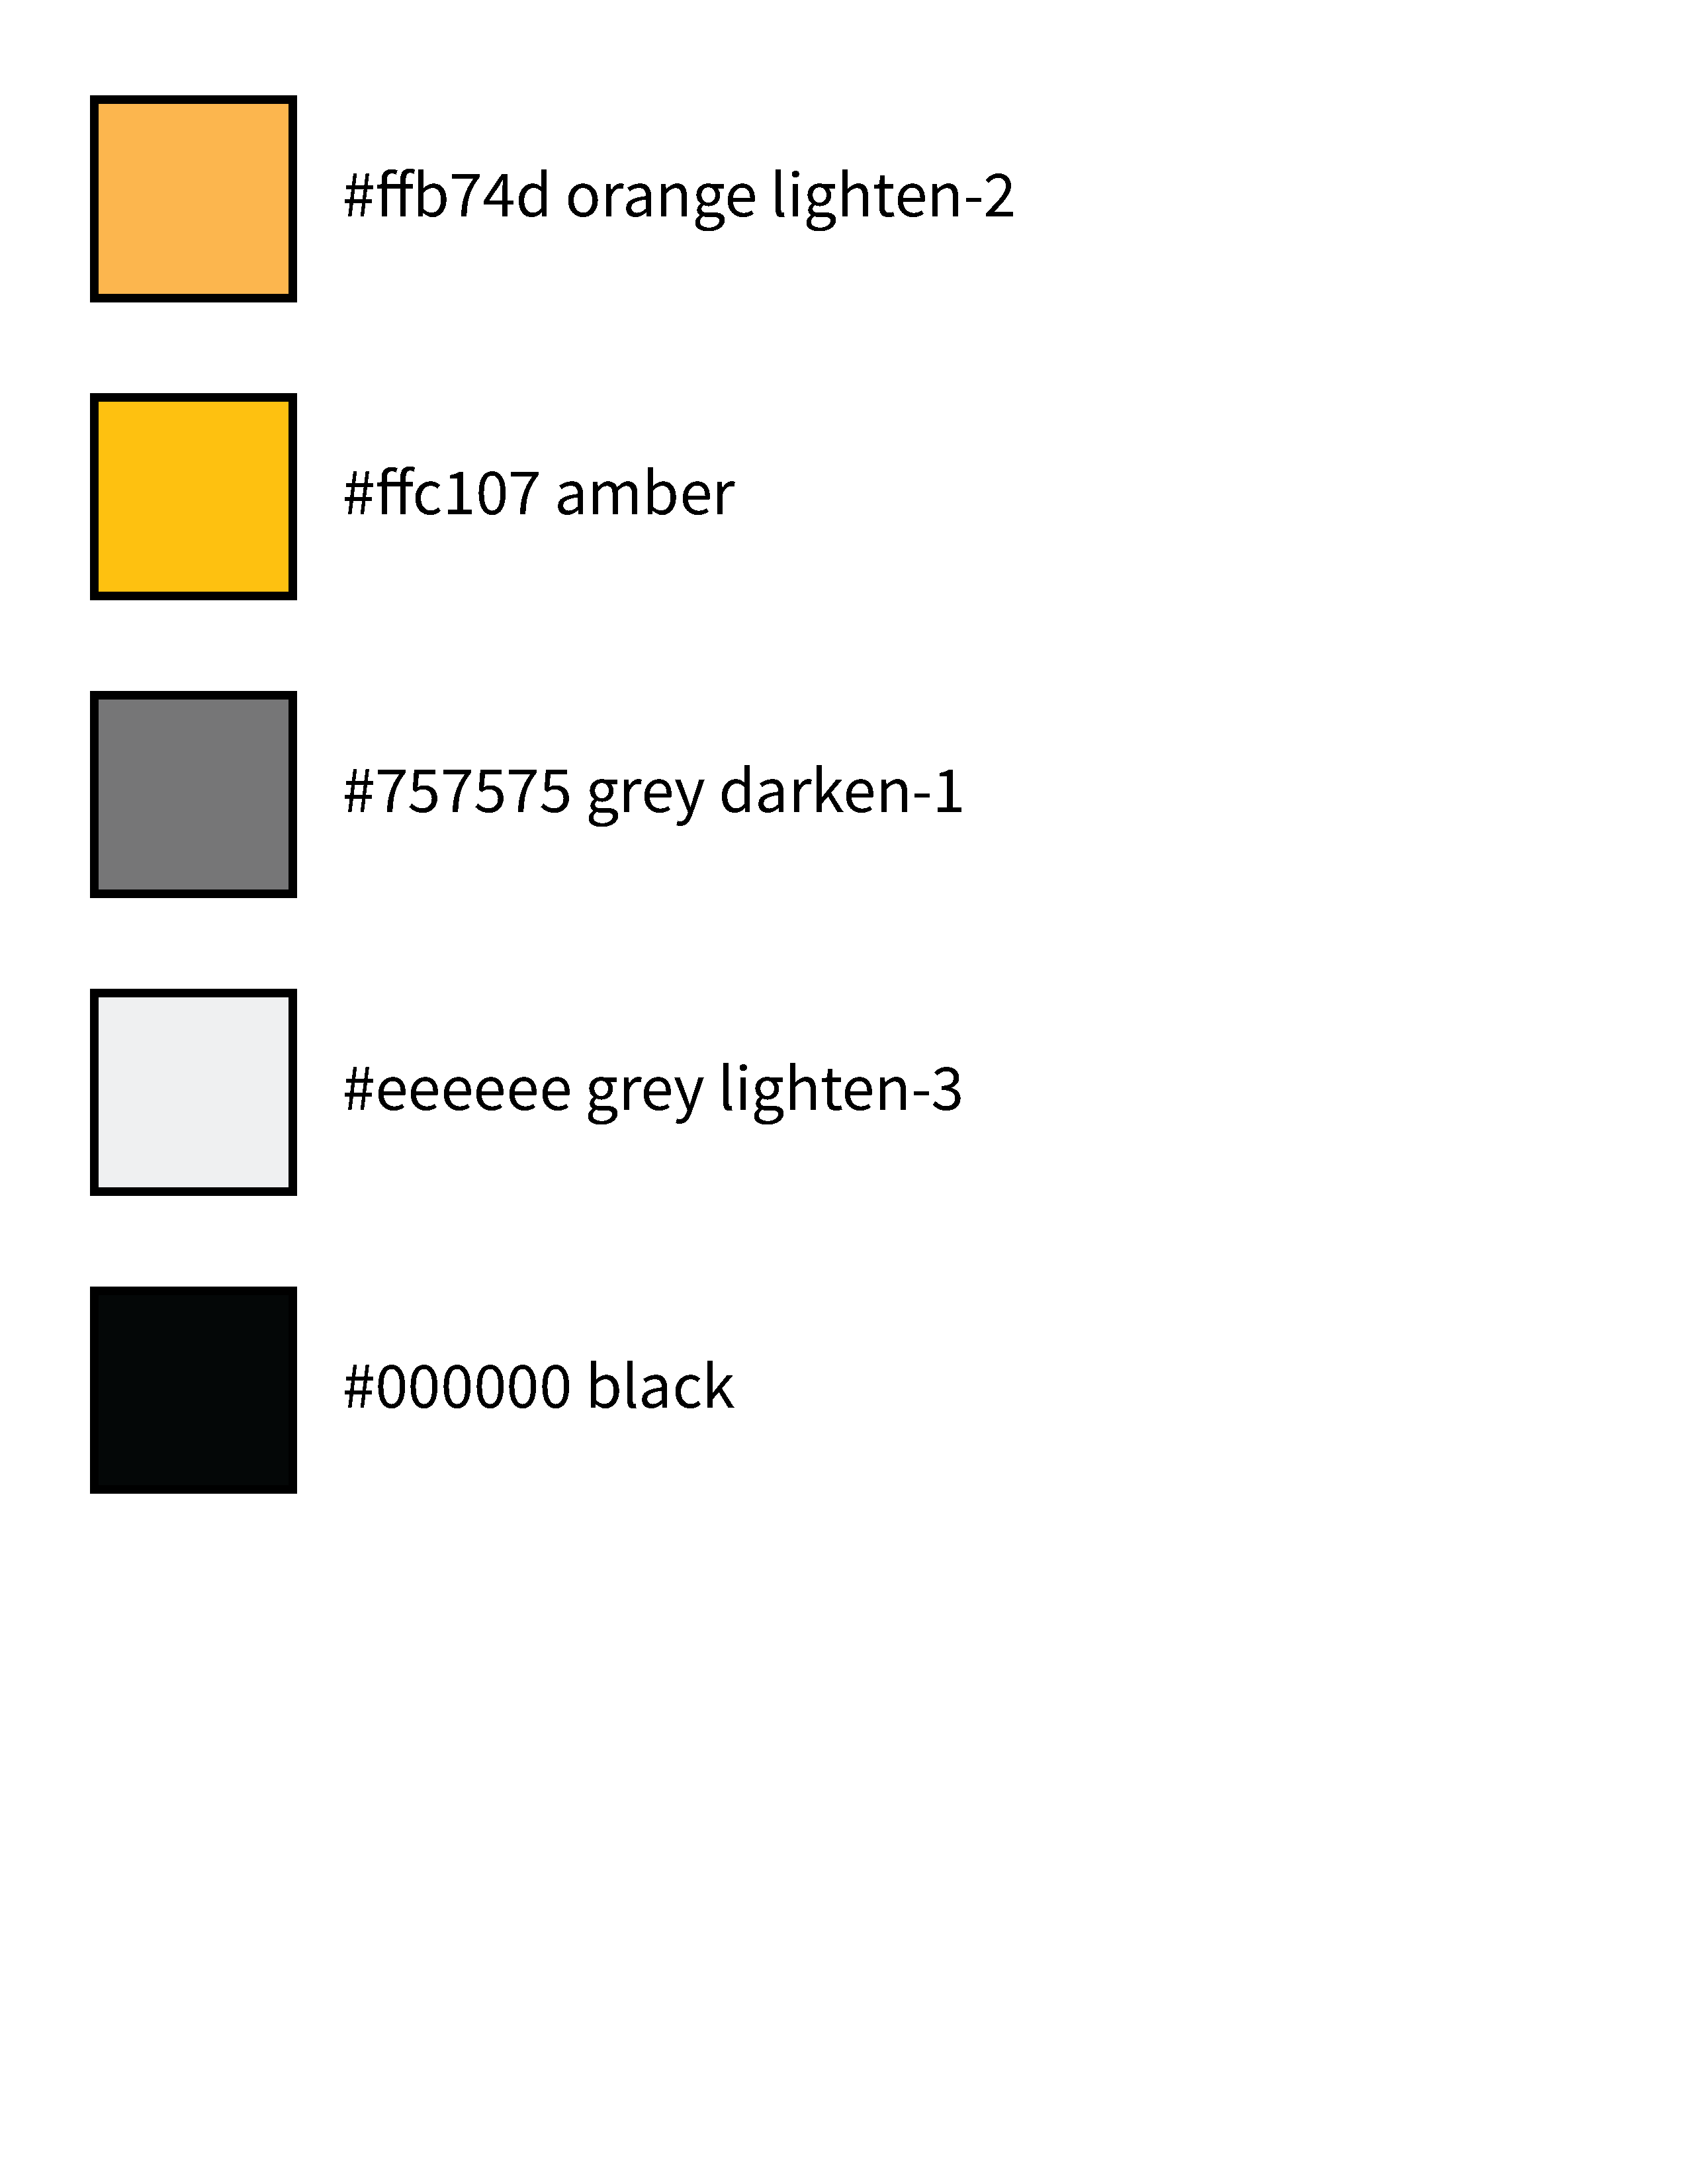 #ffb74d orange lighten-2
#ffc107 amber
#757575 grey darken-1
#eeeeee grey lighten-3
#000000 black